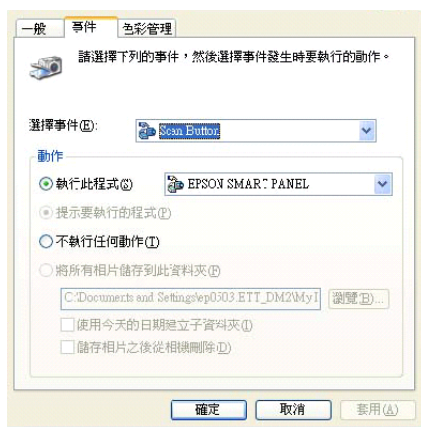 一般 事件 色彩管理
請選擇下列的事件，然後選擇事件發生時要執行的動作。
選擇事件(E): Scan Button
動作
執行此程式(S) EPSON SMART PANEL
提示要執行的程式(P)
不執行任何動作(T)
將所有相片儲存到此資料夾(F)
C:\Documents and Settings\ep0503.ETT_DM2\My I 瀏覽(B)...
使用今天的日期建立子資料夾(I)
儲存相片之後從相機刪除(D)
確定 取消 套用(A)